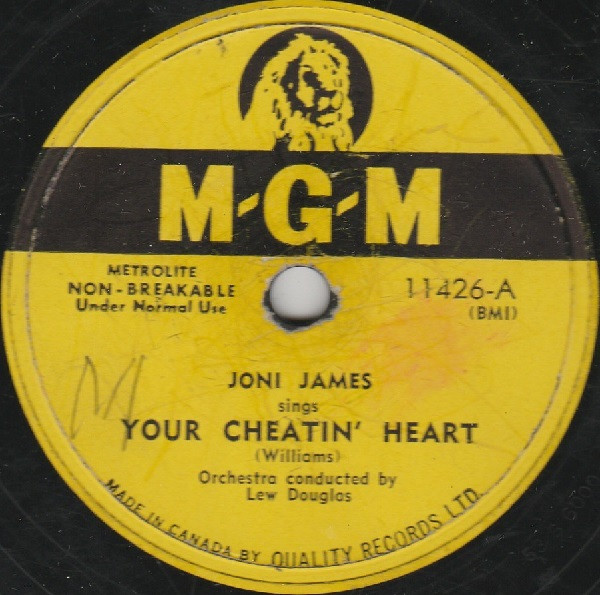 M-G-M
METROLITE
NON-BREAKABLE
Under Normal Use
11426-A
(BMI)
JONI JAMES
sings
YOUR CHEATIN' HEART
(Williams)
Orchestra conducted by
Lew Douglas
MADE IN CANADA BY QUALITY RECORDS LTD.